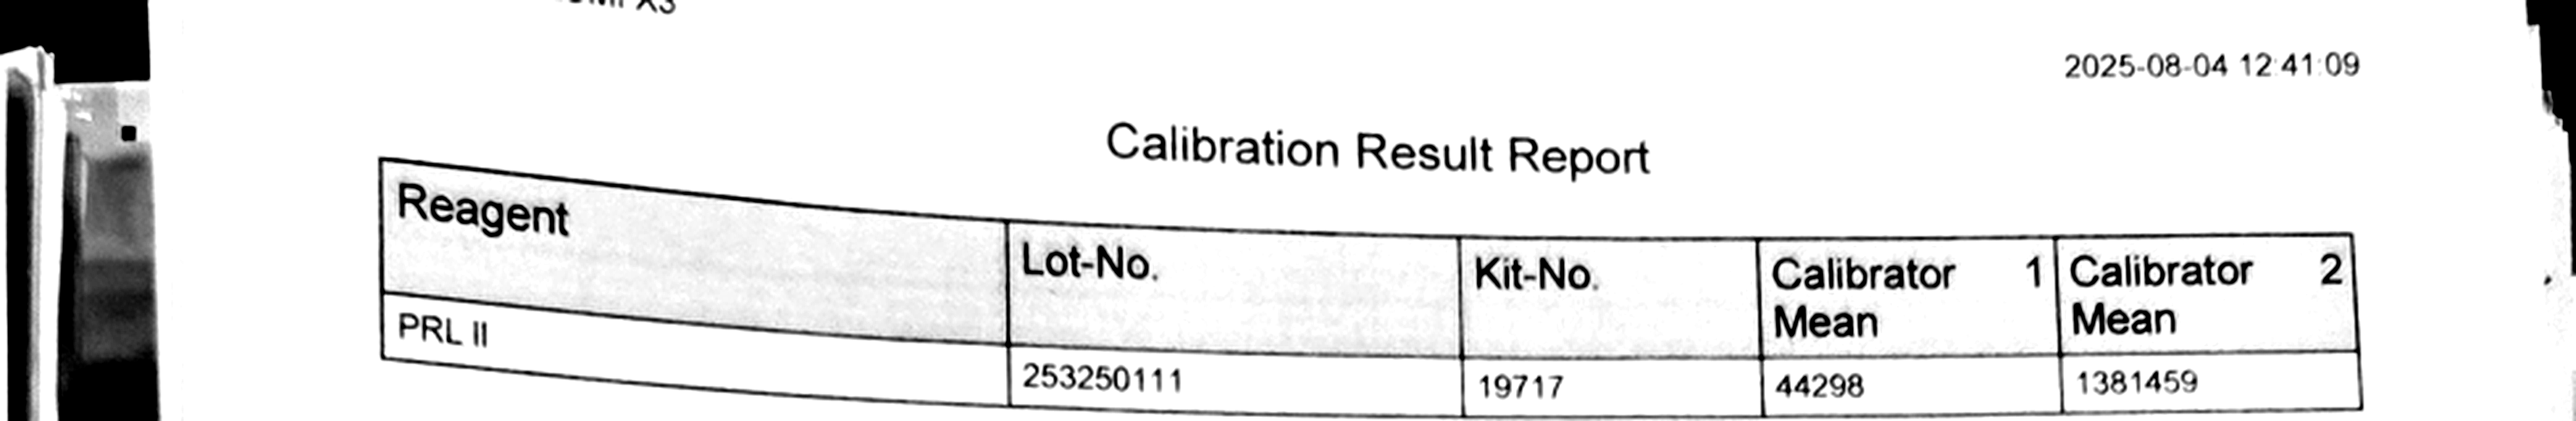 2025-08-04 12:41:09
Calibration Result Report
Reagent Lot-No. Kit-No. Calibrator 1 Mean Calibrator 2 Mean
PRL II 253250111 19717 44298 1381459